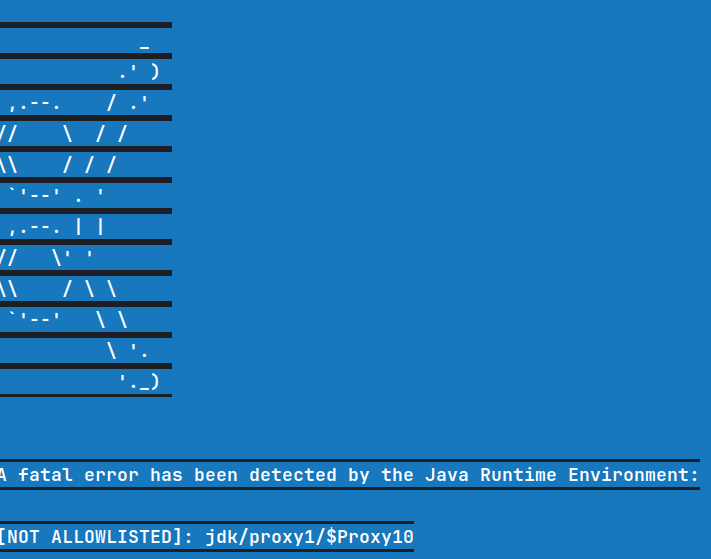 A fatal error has been detected by the Java Runtime Environment:
[NOT ALLOWLISTED]: jdk/proxy1/$Proxy10